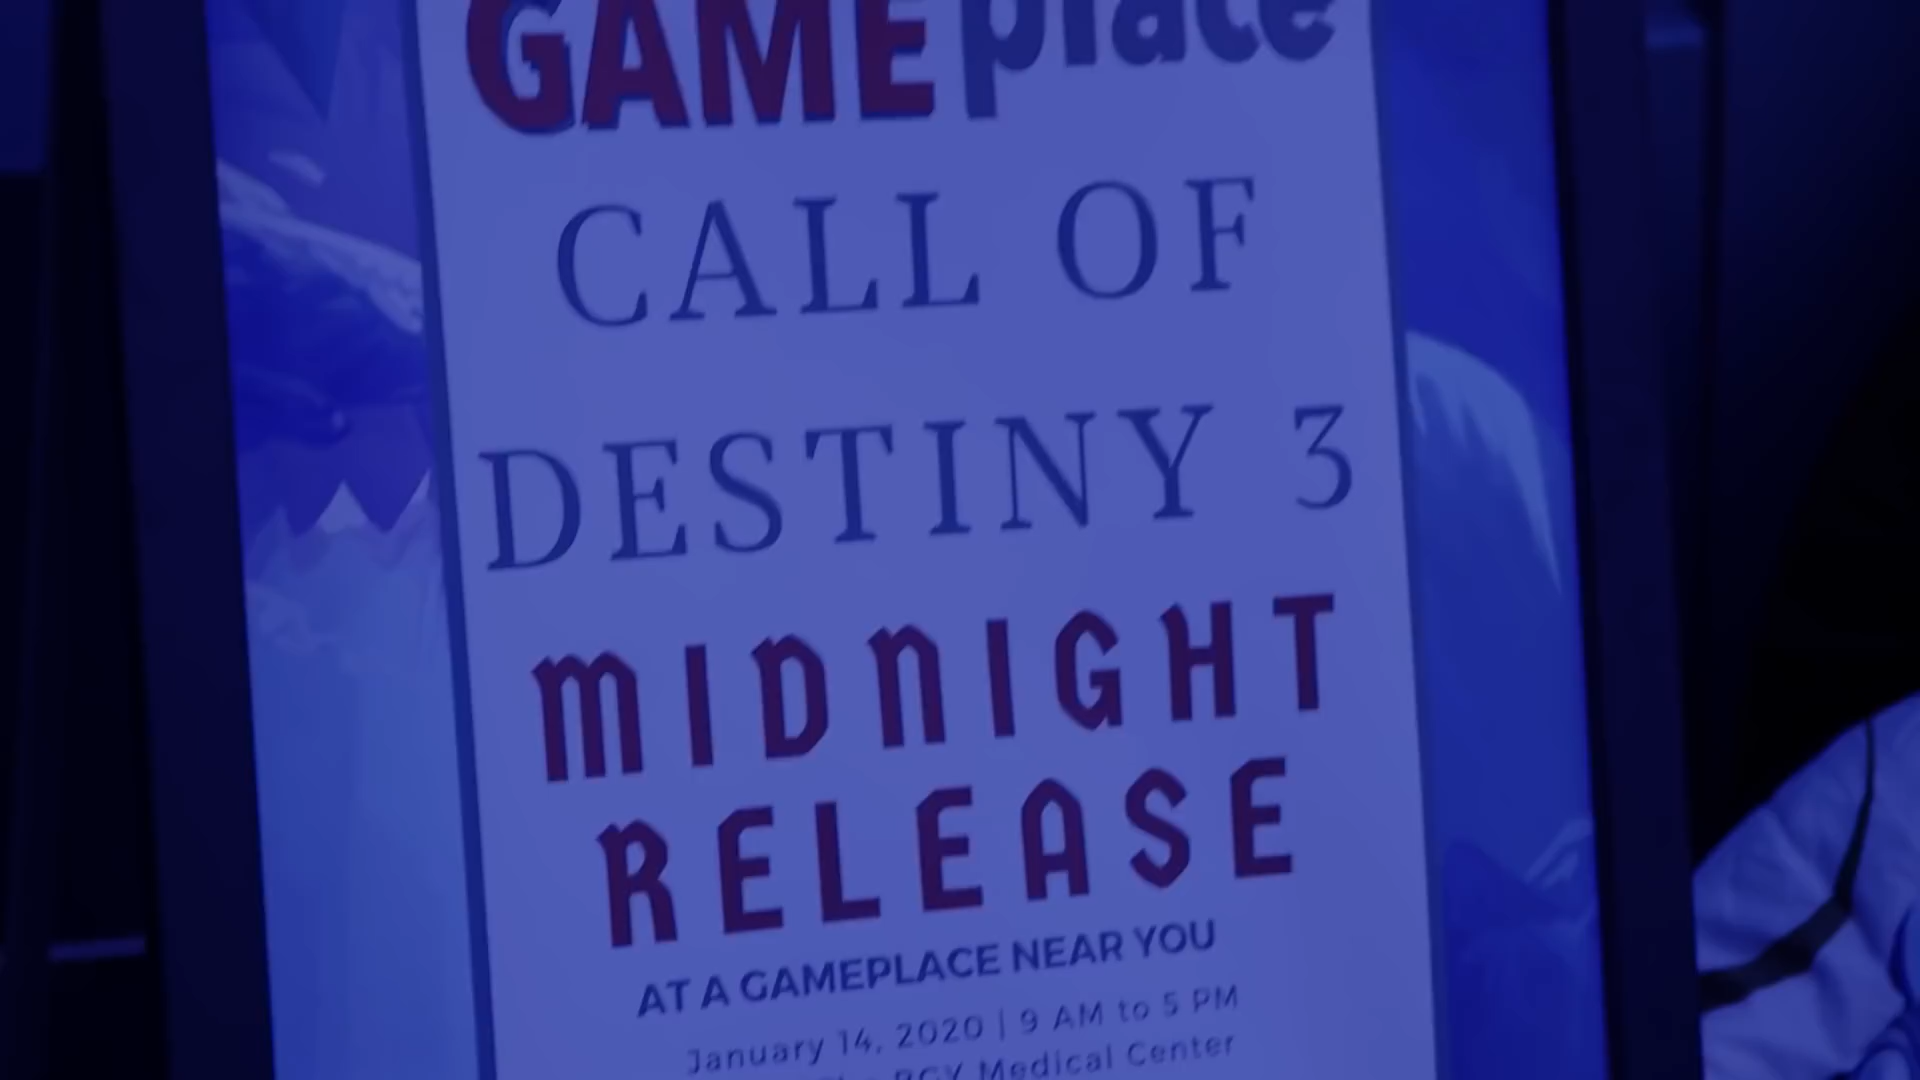 GAMEplace
CALL OF
DESTINY 3
MIDNIGHT
RELEASE
AT A GAMEPLACE NEAR YOU
January 14, 2020 | 9 AM to 5 PM
Medical Center